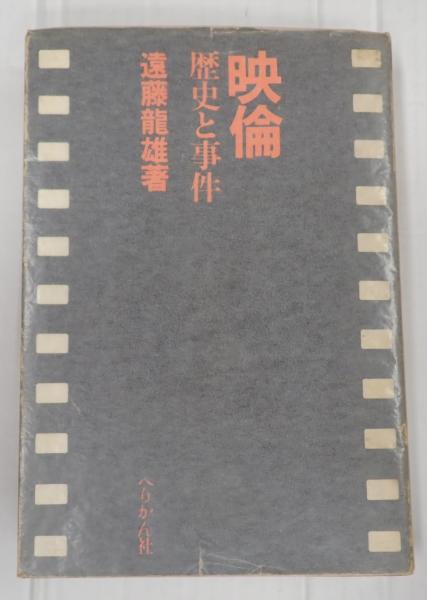 映倫
歴史と事件
遠藤龍雄著
ぺりかん社